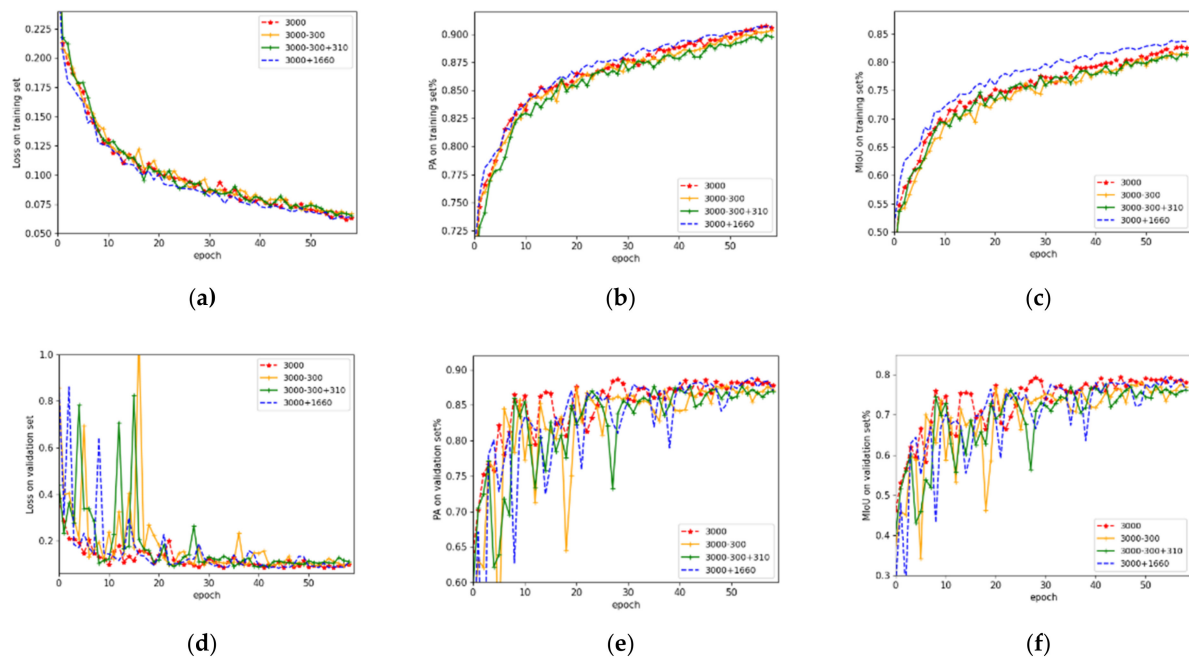 Loss on training set
0.225
0.200
0.175
0.150
0.125
0.100
0.075
0.050
0 10 20 30 40 50
epoch
3000
3000-300
3000-300+310
3000+1660
(a)
PA on training set%
0.900
0.875
0.850
0.825
0.800
0.775
0.750
0.725
0 10 20 30 40 50
epoch
3000
3000-300
3000-300+310
3000+1660
(b)
MIoU on training set%
0.85
0.80
0.75
0.70
0.65
0.60
0.55
0.50
0 10 20 30 40 50
epoch
3000
3000-300
3000-300+310
3000+1660
(c)
Loss on validation set
1.0
0.8
0.6
0.4
0.2
0 10 20 30 40 50
epoch
3000
3000-300
3000-300+310
3000+1660
(d)
PA on validation set%
0.90
0.85
0.80
0.75
0.70
0.65
0.60
0 10 20 30 40 50
epoch
3000
3000-300
3000-300+310
3000+1660
(e)
MIoU on validation set%
0.8
0.7
0.6
0.5
0.4
0.3
0 10 20 30 40 50
epoch
3000
3000-300
3000-300+310
3000+1660
(f)